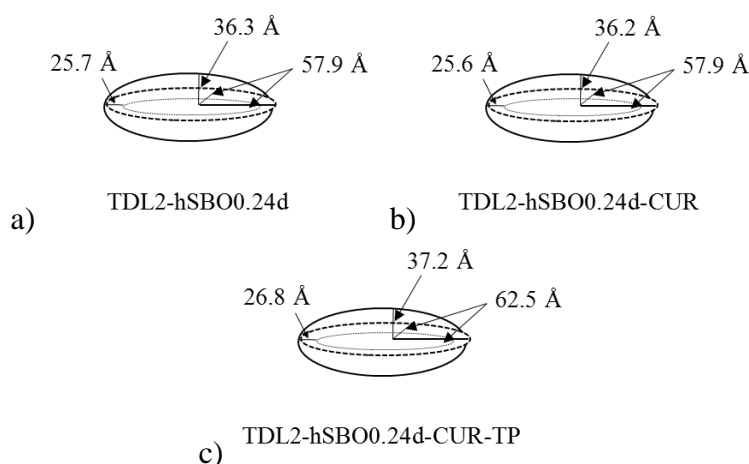 36.3 Å
25.7 Å
57.9 Å
a) TDL2-hSBO0.24d
36.2 Å
25.6 Å
57.9 Å
b) TDL2-hSBO0.24d-CUR
37.2 Å
26.8 Å
62.5 Å
c) TDL2-hSBO0.24d-CUR-TP